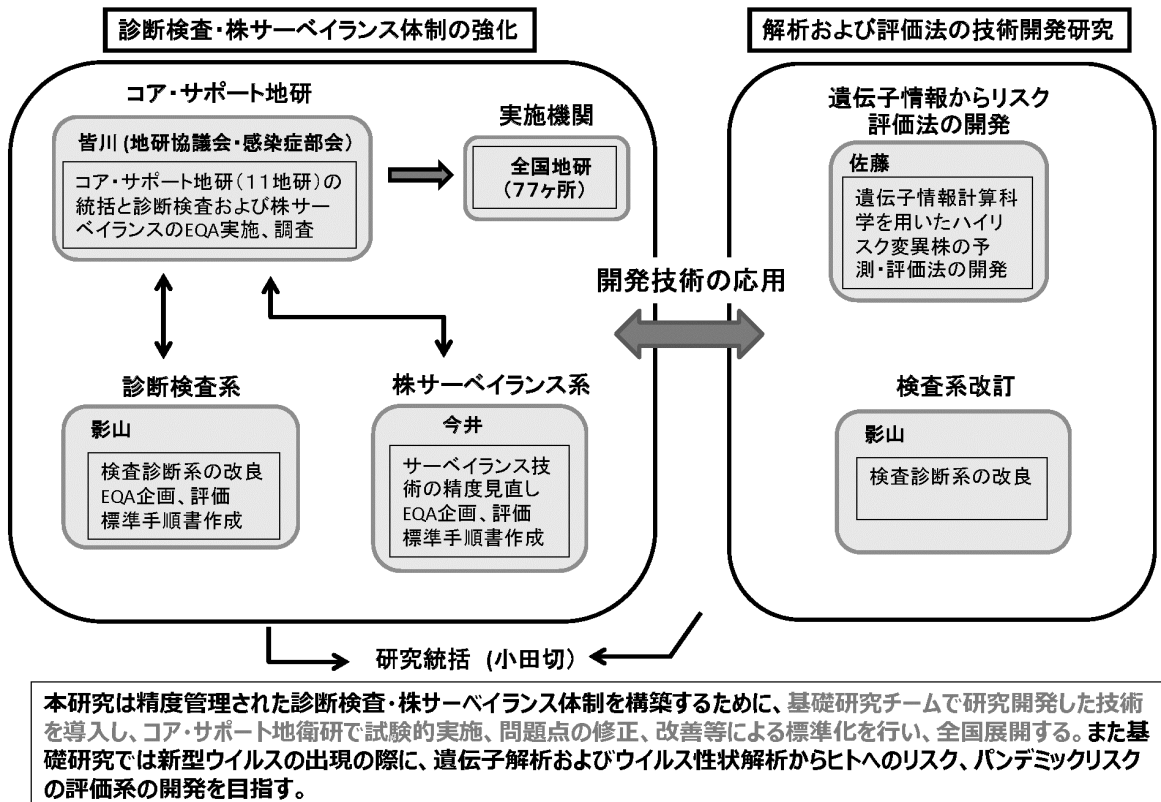 診断検査・株サーベイランス体制の強化
コア・サポート地研
皆川 (地研協議会・感染症部会)
コア・サポート地研(11地研)の
統括と診断検査および株サー
ベイランスのEQA実施、調査
実施機関
全国地研
(77ヶ所)
診断検査系
影山
検査診断系の改良
EQA企画、評価
標準手順書作成
株サーベイランス系
今井
サーベイランス技
術の精度見直し
EQA企画、評価
標準手順書作成
開発技術の応用
解析および評価法の技術開発研究
遺伝子情報からリスク
評価法の開発
佐藤
遺伝子情報計算科
学を用いたハイリ
スク変異株の予
測・評価法の開発
検査系改訂
影山
検査診断系の改良
研究統括 (小田切)
本研究は精度管理された診断検査・株サーベイランス体制を構築するために、基礎研究チームで研究開発した技術
を導入し、コア・サポート地衛研で試験的実施、問題点の修正、改善等による標準化を行い、全国展開する。また基
礎研究では新型ウイルスの出現の際に、遺伝子解析およびウイルス性状解析からヒトへのリスク、パンデミックリスク
の評価系の開発を目指す。